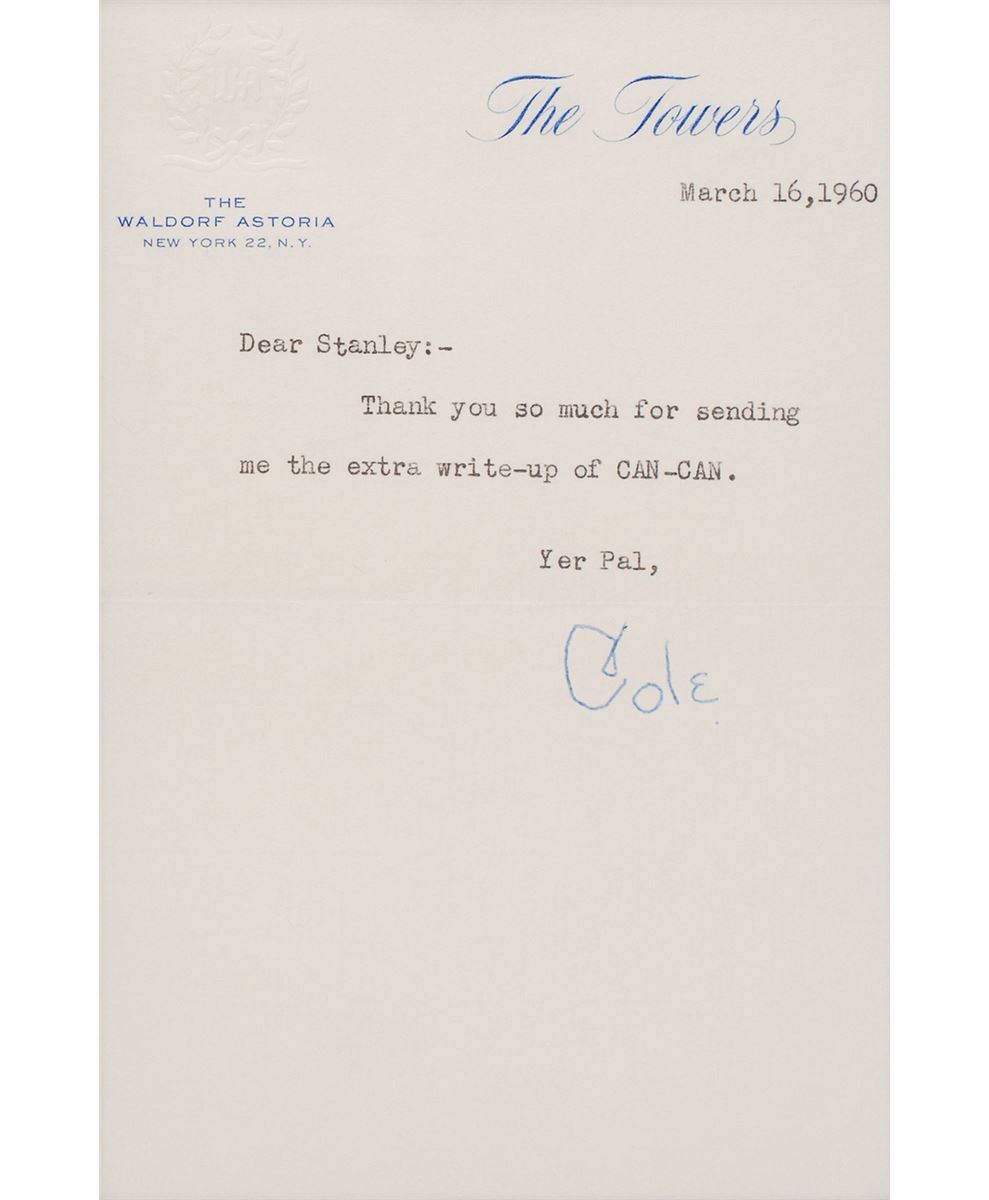 WA
The Towers
March 16,1960
THE
WALDORF ASTORIA
NEW YORK 22, N.Y.
Dear Stanley:-
Thank you so much for sending
me the extra write-up of CAN-CAN.
Yer Pal,
Cole